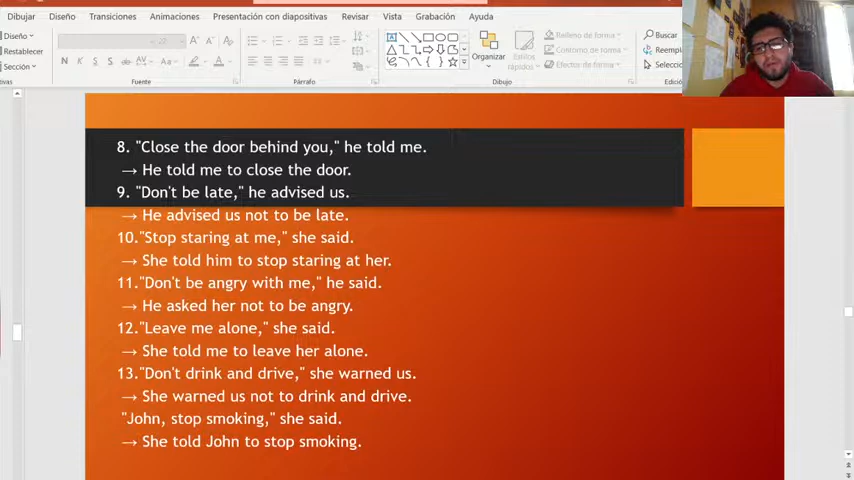 Dibujar Diseño Transiciones Animaciones Presentación con diapositivas Revisar Vista Grabación Ayuda
Diseño
Restablecer
Sección
N K S S ab AV Aa A
Fuente
Párrafo
Organizar
Estilos rápidos
Relleno de forma
Contorno de forma
Efectos de forma
Dibujo
Buscar
Reempl
Selecció
Edició
8. "Close the door behind you," he told me.
→ He told me to close the door.
9. "Don't be late," he advised us.
→ He advised us not to be late.
10."Stop staring at me," she said.
→ She told him to stop staring at her.
11."Don't be angry with me," he said.
→ He asked her not to be angry.
12."Leave me alone," she said.
→ She told me to leave her alone.
13."Don't drink and drive," she warned us.
→ She warned us not to drink and drive.
"John, stop smoking," she said.
→ She told John to stop smoking.